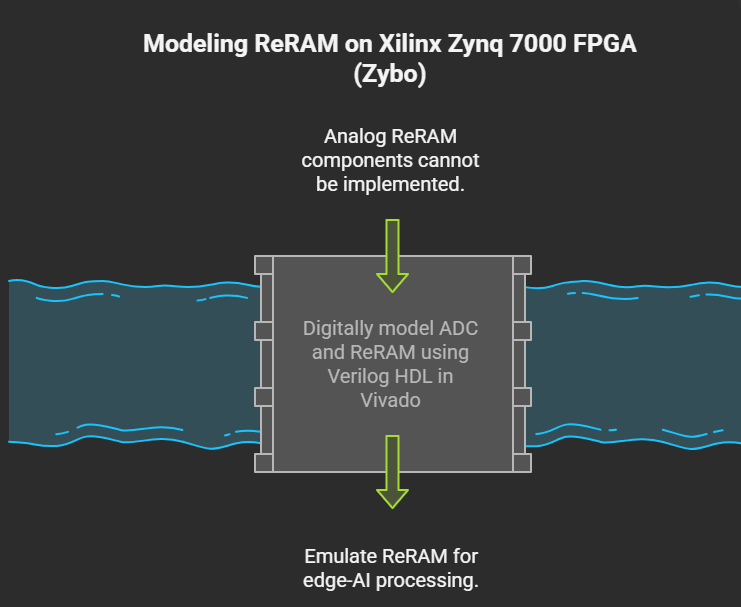 Modeling ReRAM on Xilinx Zynq 7000 FPGA
(Zybo)
Analog ReRAM
components cannot
be implemented.
Digitally model ADC
and ReRAM using
Verilog HDL in
Vivado
Emulate ReRAM for
edge-AI processing.